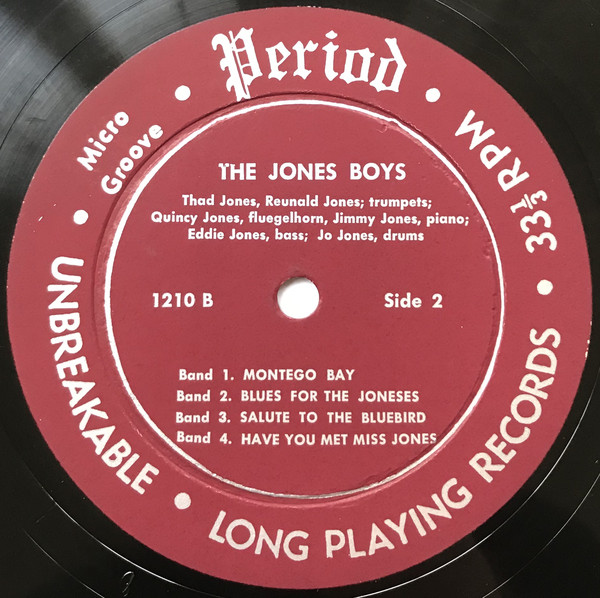 Period
Micro
Groove
33⅓ RPM
THE JONES BOYS
Thad Jones, Reunald Jones; trumpets;
Quincy Jones, fluegelhorn, Jimmy Jones, piano;
Eddie Jones, bass; Jo Jones, drums
1210 B
Side 2
Band 1. MONTEGO BAY
Band 2. BLUES FOR THE JONESES
Band 3. SALUTE TO THE BLUEBIRD
Band 4. HAVE YOU MET MISS JONES
UNBREAKABLE
LONG PLAYING RECORDS